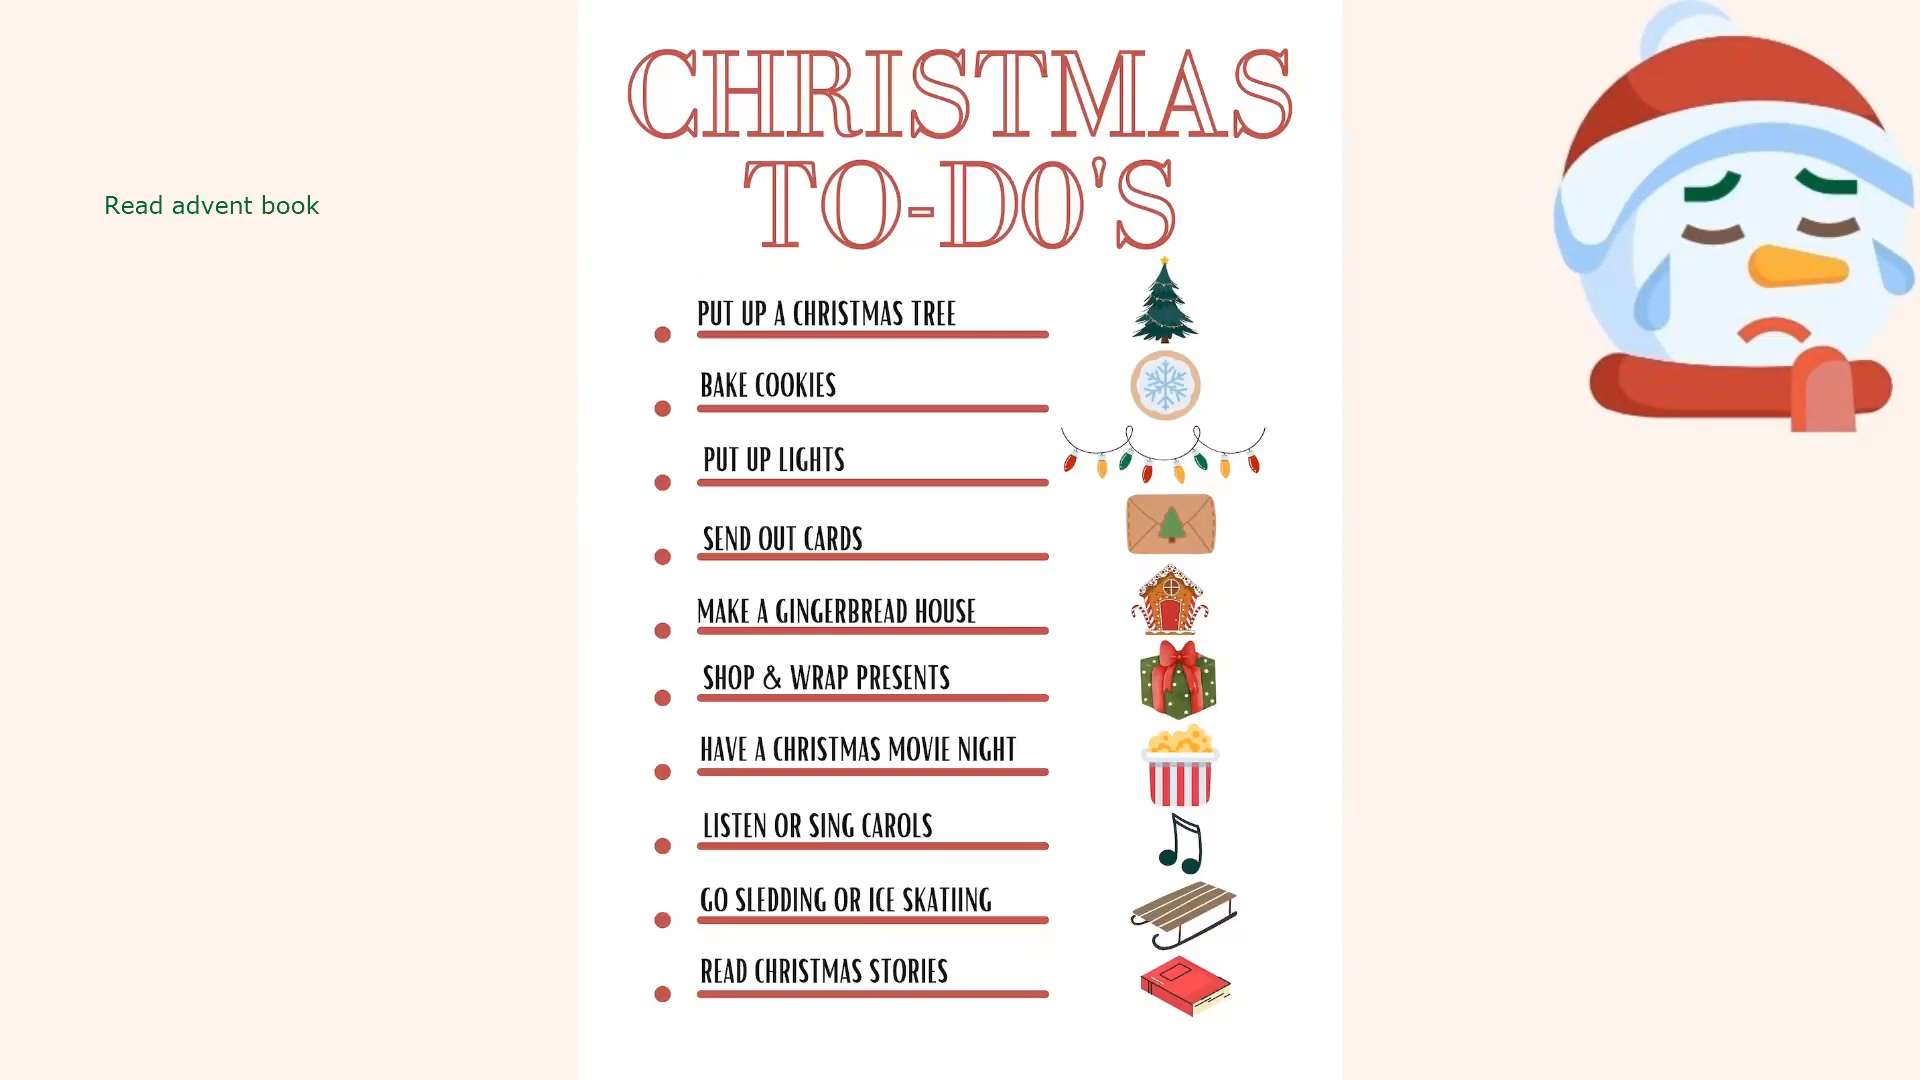 CHRISTMAS
TO-DO'S
Read advent book
PUT UP A CHRISTMAS TREE
BAKE COOKIES
PUT UP LIGHTS
SEND OUT CARDS
MAKE A GINGERBREAD HOUSE
SHOP & WRAP PRESENTS
HAVE A CHRISTMAS MOVIE NIGHT
LISTEN OR SING CAROLS
GO SLEDDING OR ICE SKATIING
READ CHRISTMAS STORIES